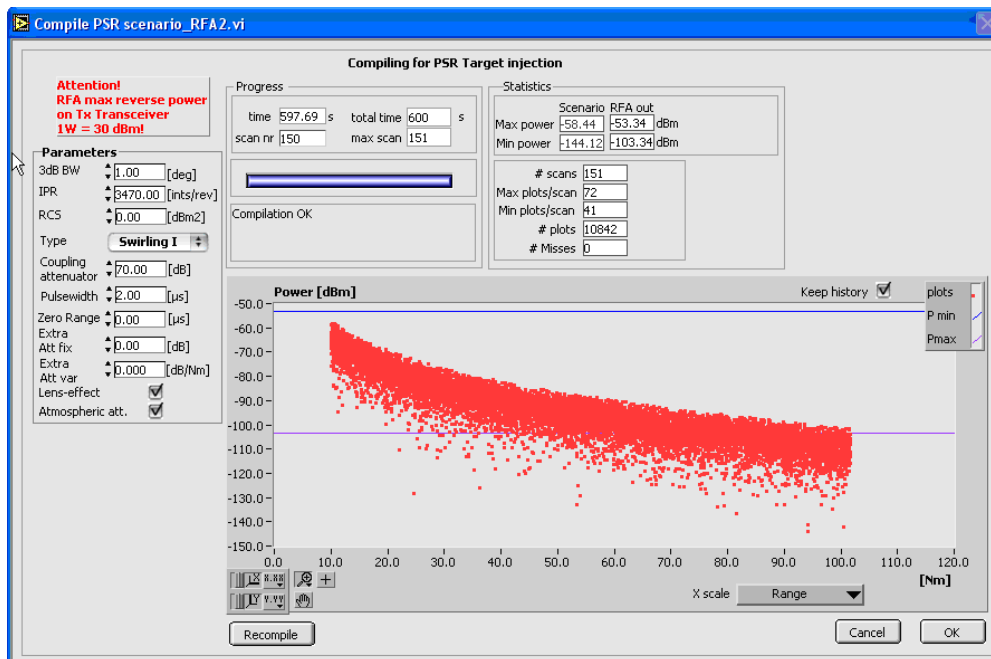 Compile PSR scenario_RFA2.vi
Compiling for PSR Target injection
Attention!
RFA max reverse power
on Tx Transceiver
1W = 30 dBm!
Parameters
3dB BW 1.00 [deg]
IPR 3470.00 [ints/rev]
RCS 0.00 [dBm2]
Type Swirling I
Coupling
attenuator 70.00 [dB]
Pulsewidth 2.00 [µs]
Zero Range 0.00 [µs]
Extra
Att fix 0.00 [dB]
Extra
Att var 0.000 [dB/Nm]
Lens-effect
Atmospheric att.
Progress
time 597.69 s total time 600 s
scan nr 150 max scan 151
Compilation OK
Statistics
Scenario RFA out
Max power -58.44 -53.34 dBm
Min power -144.12 -103.34 dBm
# scans 151
Max plots/scan 72
Min plots/scan 41
# plots 10842
# Misses 0
Power [dBm]
Keep history
plots
P min
Pmax
-50.0
-60.0
-70.0
-80.0
-90.0
-100.0
-110.0
-120.0
-130.0
-140.0
-150.0
0.0 10.0 20.0 30.0 40.0 50.0 60.0 70.0 80.0 90.0 100.0 110.0 120.0
[Nm]
X X.XX
Y Y.YY
X scale Range
Recompile
Cancel
OK